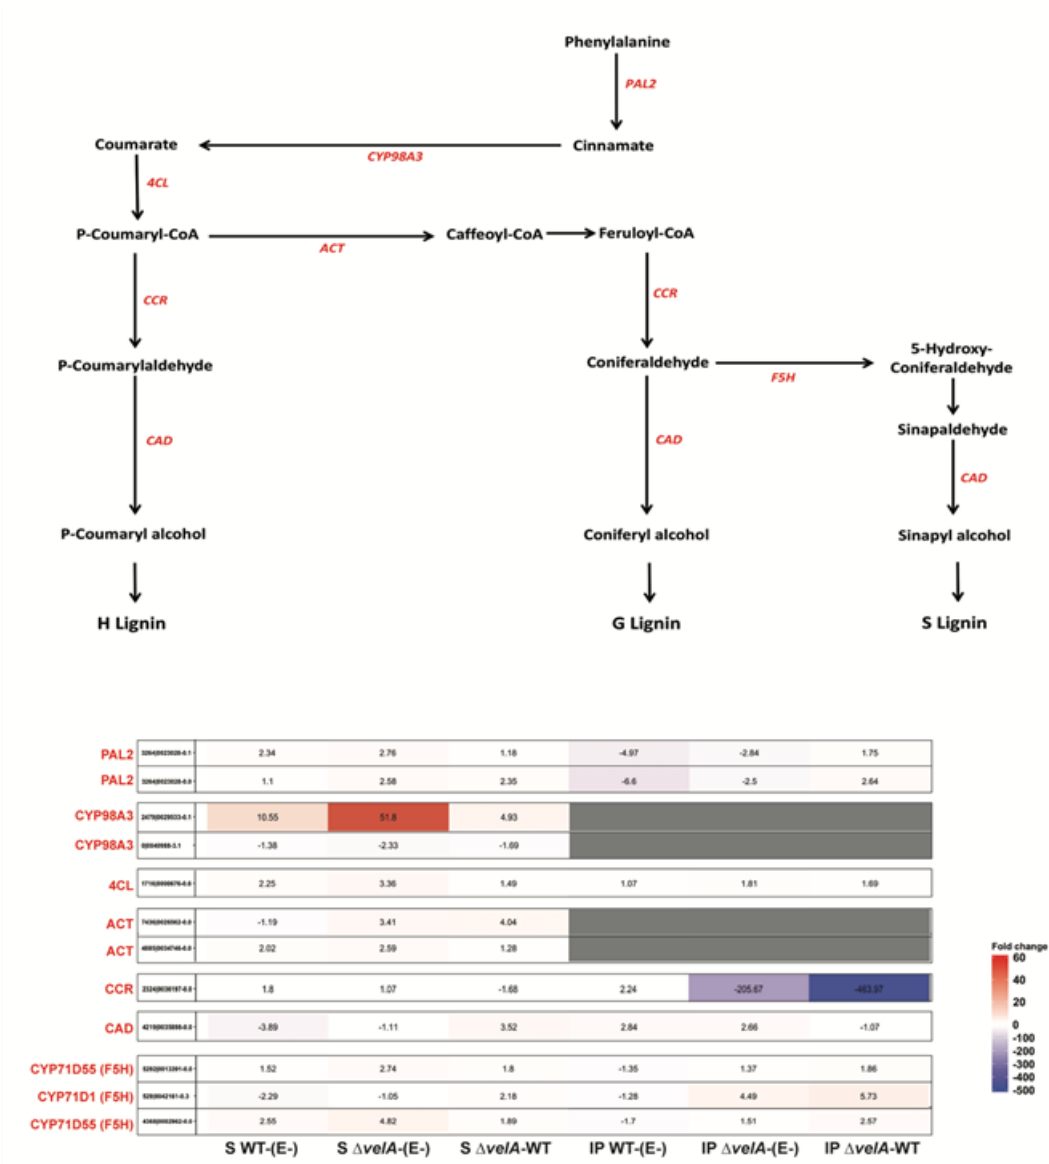 Phenylalanine
PAL2
Coumarate
Cinnamate
CYP98A3
4CL
P-Coumaryl-CoA
Caffeoyl-CoA
Feruloyl-CoA
ACT
CCR
CCR
P-Coumarylaldehyde
Coniferaldehyde
5-Hydroxy-
Coniferaldehyde
F5H
Sinapaldehyde
CAD
CAD
CAD
P-Coumaryl alcohol
Coniferyl alcohol
Sinapyl alcohol
H Lignin
G Lignin
S Lignin
PAL2 2.34 2.76 1.18 -4.97 -2.84 1.75
PAL2 1.1 2.58 2.35 -6.6 -2.5 2.64
CYP98A3 10.55 51.8 4.93
CYP98A3 -1.38 -2.33 -1.69
4CL 2.25 3.36 1.49 1.07 1.81 1.69
ACT -1.19 3.41 4.04
ACT 2.02 2.59 1.28
CCR 1.8 1.07 -1.68 2.24 -205.67 -463.97
CAD -3.89 -1.11 3.52 2.84 2.66 -1.07
CYP71D55 (F5H) 1.52 2.74 1.8 -1.35 1.37 1.86
CYP71D1 (F5H) -2.29 -1.05 2.18 -1.28 4.49 5.73
CYP71D55 (F5H) 2.55 4.82 1.89 -1.7 1.51 2.57
S WT-(E-) S ΔvelA-(E-) S ΔvelA-WT IP WT-(E-) IP ΔvelA-(E-) IP ΔvelA-WT
Fold change
60
40
20
0
-100
-200
-300
-400
-500